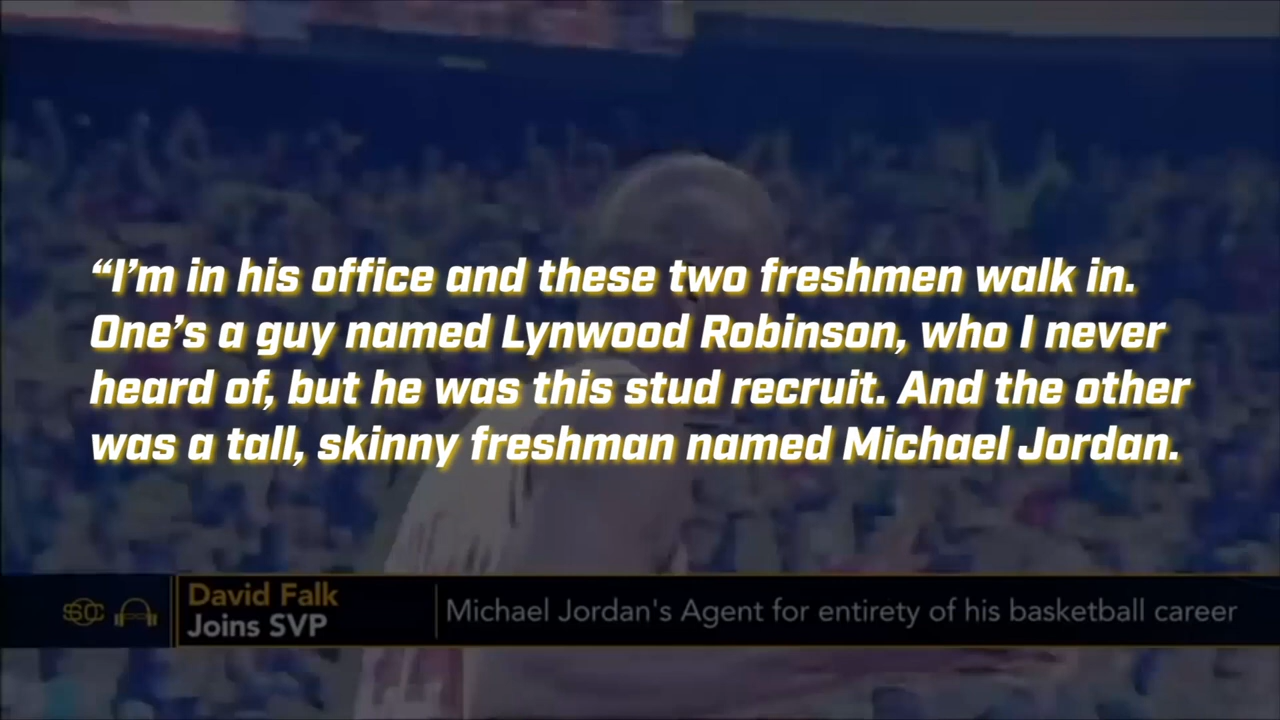 “I’m in his office and these two freshmen walk in.
One’s a guy named Lynwood Robinson, who I never
heard of, but he was this stud recruit. And the other
was a tall, skinny freshman named Michael Jordan.
SC
David Falk
Joins SVP
Michael Jordan's Agent for entirety of his basketball career